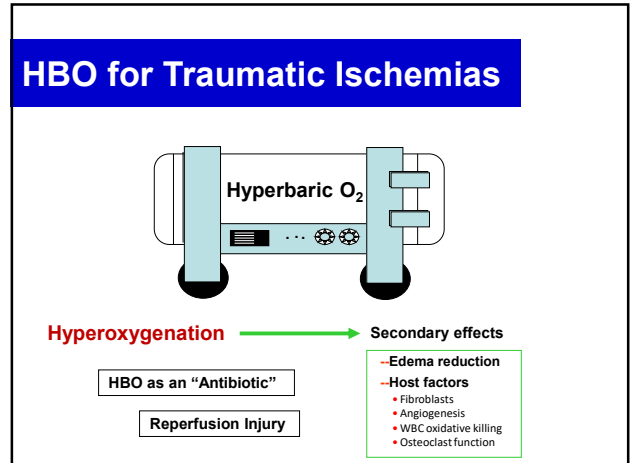 HBO for Traumatic Ischemias
Hyperbaric O₂
Hyperoxygenation
Secondary effects
--Edema reduction
--Host factors
• Fibroblasts
• Angiogenesis
• WBC oxidative killing
• Osteoclast function
HBO as an “Antibiotic”
Reperfusion Injury